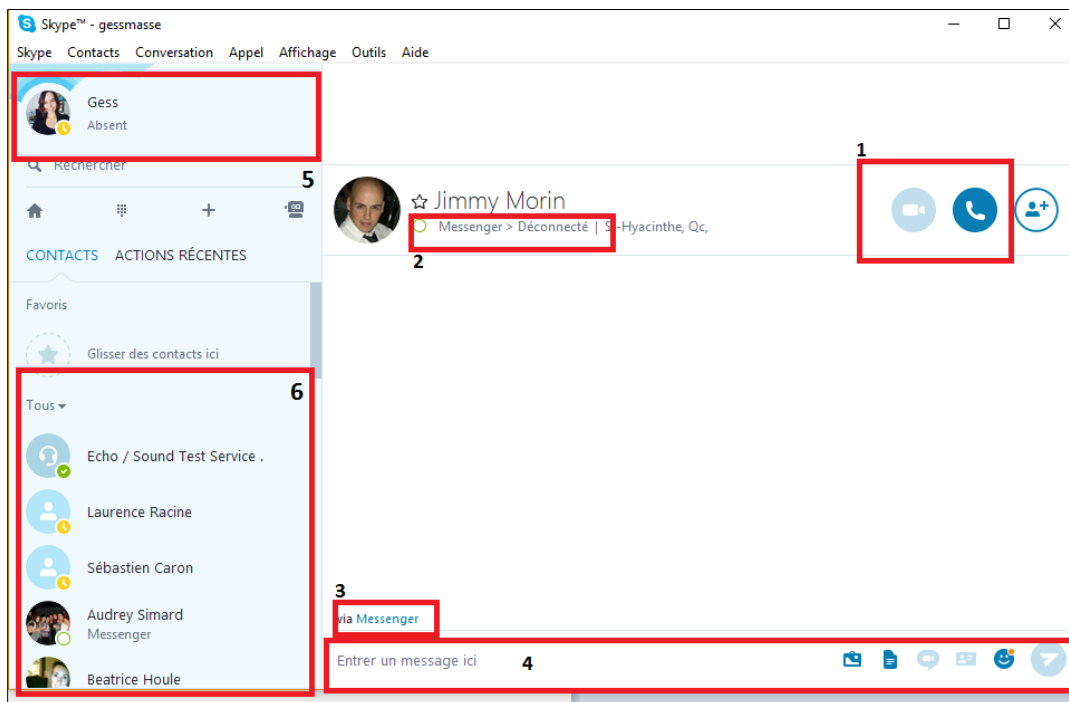 Skype™ - gessmasse
Skype Contacts Conversation Appel Affichage Outils Aide
Gess
Absent
Rechercher
5
CONTACTS ACTIONS RÉCENTES
Favoris
Glisser des contacts ici
6
Tous
Echo / Sound Test Service .
Laurence Racine
Sébastien Caron
Audrey Simard
Messenger
Beatrice Houle
1
Jimmy Morin
Messenger > Déconnecté | St-Hyacinthe, Qc,
2
3
via Messenger
Entrer un message ici
4